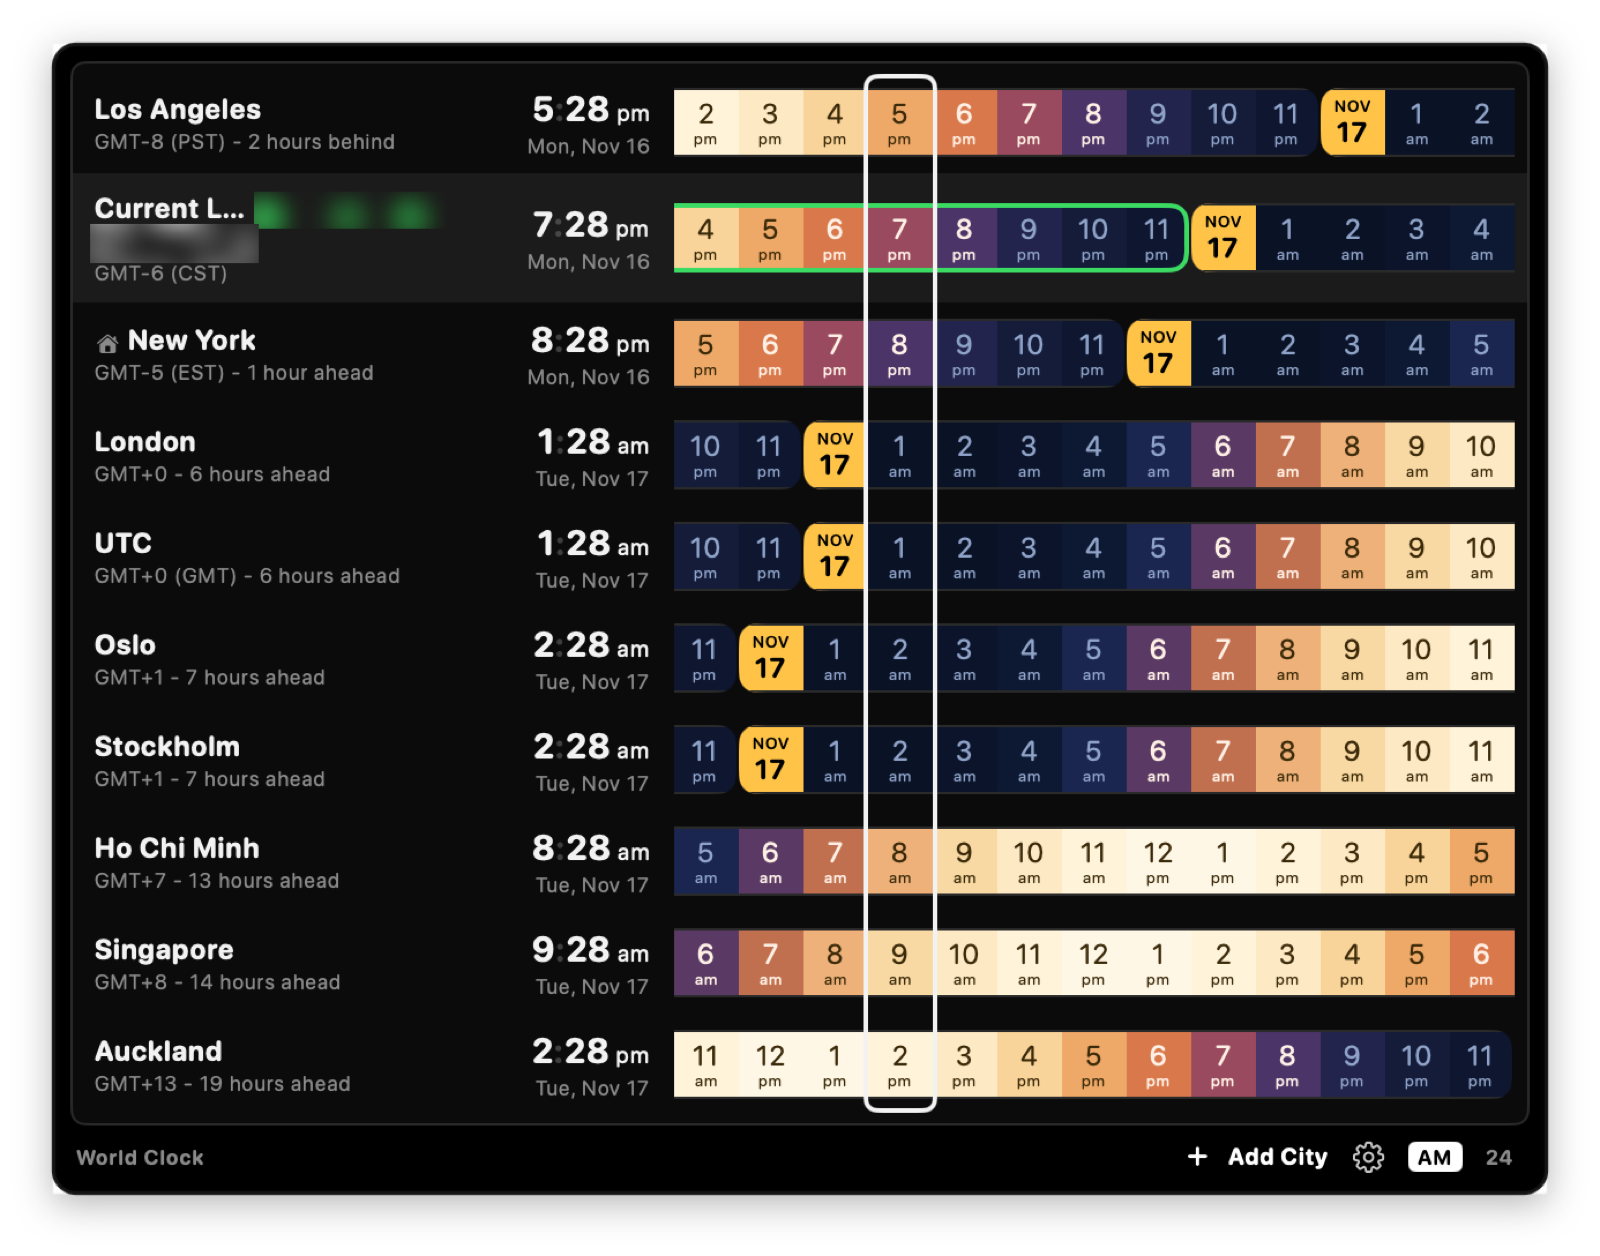 Los Angeles
GMT-8 (PST) - 2 hours behind
5:28 pm
Mon, Nov 16
2 3 4 5 6 7 8 9 10 11 NOV 17 1 2
pm pm pm pm pm pm pm pm pm pm am am
Current L...
GMT-6 (CST)
7:28 pm
Mon, Nov 16
4 5 6 7 8 9 10 11 NOV 17 1 2 3 4
pm pm pm pm pm pm pm pm am am am am
New York
GMT-5 (EST) - 1 hour ahead
8:28 pm
Mon, Nov 16
5 6 7 8 9 10 11 NOV 17 1 2 3 4 5
pm pm pm pm pm pm pm am am am am am
London
GMT+0 - 6 hours ahead
1:28 am
Tue, Nov 17
10 11 NOV 17 1 2 3 4 5 6 7 8 9 10
pm pm am am am am am am am am am am
UTC
GMT+0 (GMT) - 6 hours ahead
1:28 am
Tue, Nov 17
10 11 NOV 17 1 2 3 4 5 6 7 8 9 10
pm pm am am am am am am am am am am
Oslo
GMT+1 - 7 hours ahead
2:28 am
Tue, Nov 17
11 NOV 17 1 2 3 4 5 6 7 8 9 10 11
pm am am am am am am am am am am am
Stockholm
GMT+1 - 7 hours ahead
2:28 am
Tue, Nov 17
11 NOV 17 1 2 3 4 5 6 7 8 9 10 11
pm am am am am am am am am am am am
Ho Chi Minh
GMT+7 - 13 hours ahead
8:28 am
Tue, Nov 17
5 6 7 8 9 10 11 12 1 2 3 4 5
am am am am am am am pm pm pm pm pm pm
Singapore
GMT+8 - 14 hours ahead
9:28 am
Tue, Nov 17
6 7 8 9 10 11 12 1 2 3 4 5 6
am am am am am am pm pm pm pm pm pm pm
Auckland
GMT+13 - 19 hours ahead
2:28 pm
Tue, Nov 17
11 12 1 2 3 4 5 6 7 8 9 10 11
am pm pm pm pm pm pm pm pm pm pm pm pm
World Clock
+ Add City
AM 24